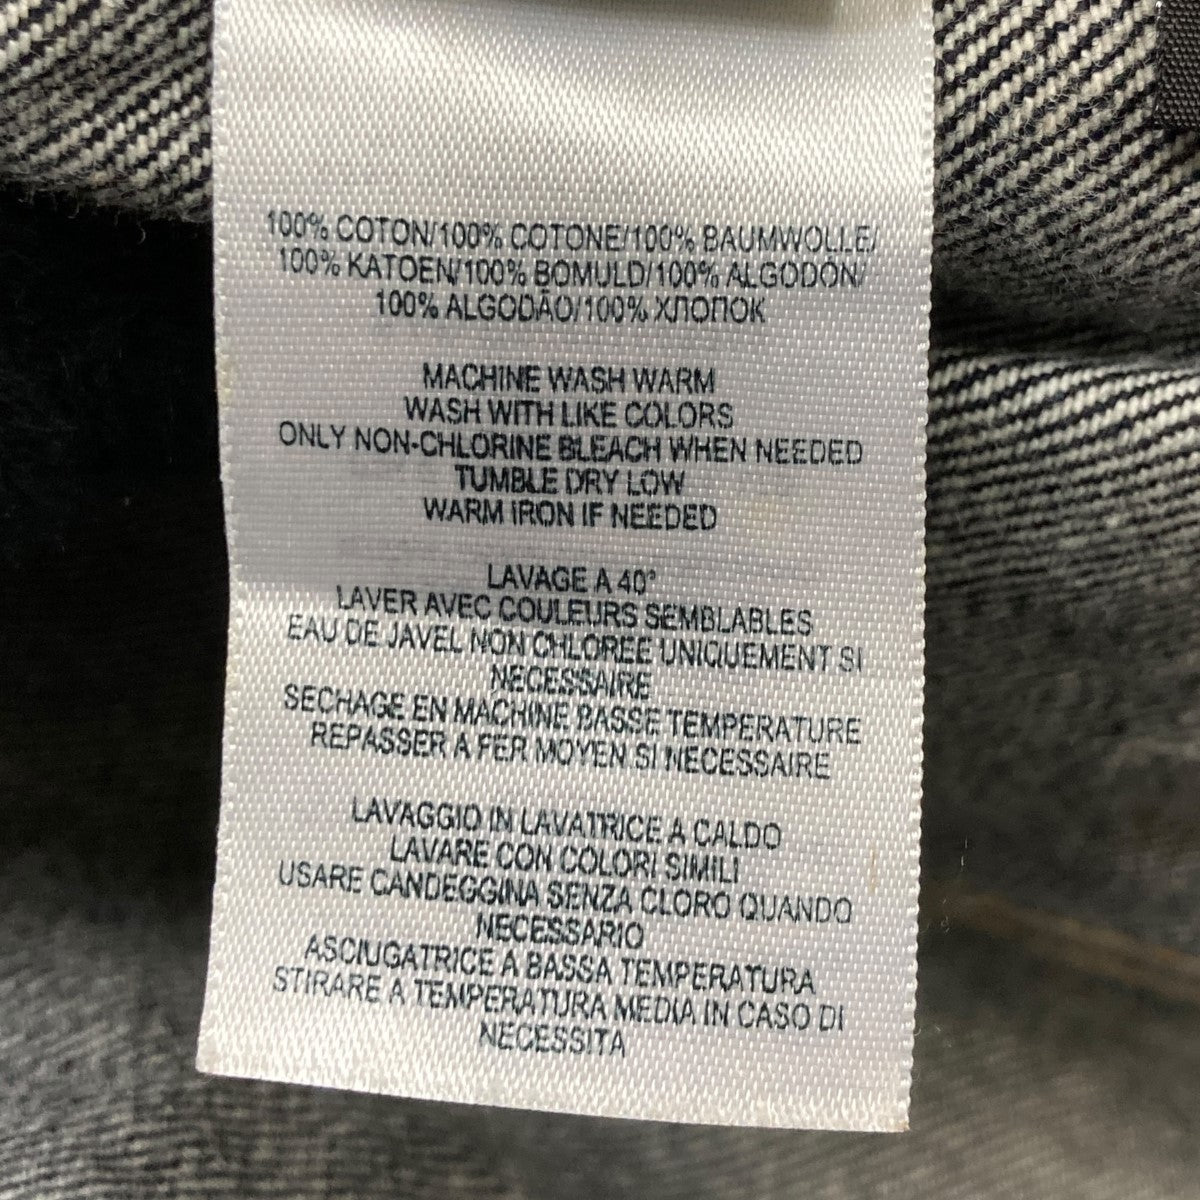 100% COTON/100% COTONE/100% BAUMWOLLE/
100% KATOEN/100% BOMULD/100% ALGODÓN/
100% ALGODÃO/100% ХЛОПОК
MACHINE WASH WARM
WASH WITH LIKE COLORS
ONLY NON-CHLORINE BLEACH WHEN NEEDED
TUMBLE DRY LOW
WARM IRON IF NEEDED
LAVAGE A 40°
LAVER AVEC COULEURS SEMBLABLES
EAU DE JAVEL NON CHLOREE UNIQUEMENT SI
NECESSAIRE
SECHAGE EN MACHINE BASSE TEMPERATURE
REPASSER A FER MOYEN SI NECESSAIRE
LAVAGGIO IN LAVATRICE A CALDO
LAVARE CON COLORI SIMILI
USARE CANDEGGINA SENZA CLORO QUANDO
NECESSARIO
ASCIUGATRICE A BASSA TEMPERATURA
STIRARE A TEMPERATURA MEDIA IN CASO DI
NECESSITA